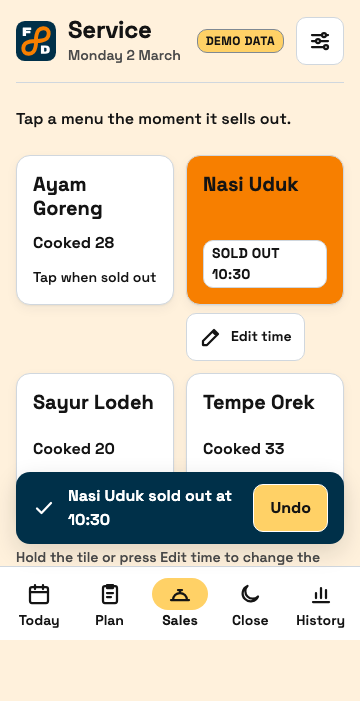 F
D
Service
Monday 2 March
DEMO DATA
Tap a menu the moment it sells out.
Ayam
Goreng
Cooked 28
Tap when sold out
Nasi Uduk
SOLD OUT
10:30
Edit time
Sayur Lodeh
Cooked 20
Tempe Orek
Cooked 33
Nasi Uduk sold out at
10:30
Undo
Hold the tile or press Edit time to change the
Today
Plan
Sales
Close
History